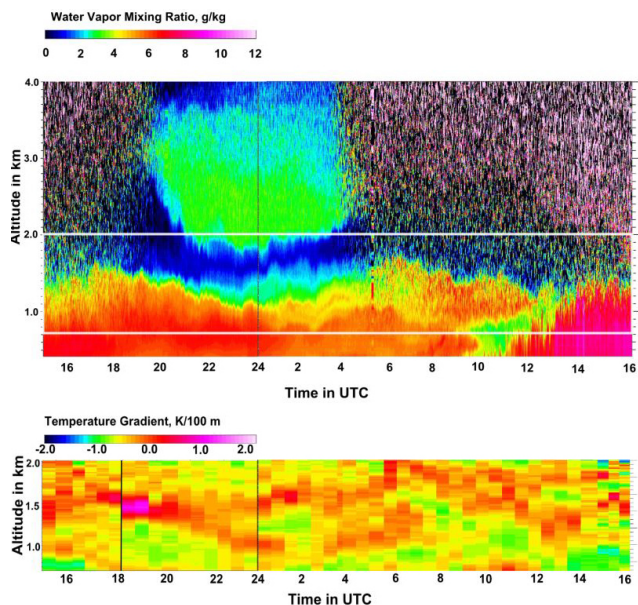 Water Vapor Mixing Ratio, g/kg
0 2 4 6 8 10 12
Altitude in km
4.0
3.0
2.0
1.0
16 18 20 22 24 2 4 6 8 10 12 14 16
Time in UTC
Temperature Gradient, K/100 m
-2.0 -1.0 0.0 1.0 2.0
Altitude in km
2.0
1.5
1.0
16 18 20 22 24 2 4 6 8 10 12 14 16
Time in UTC